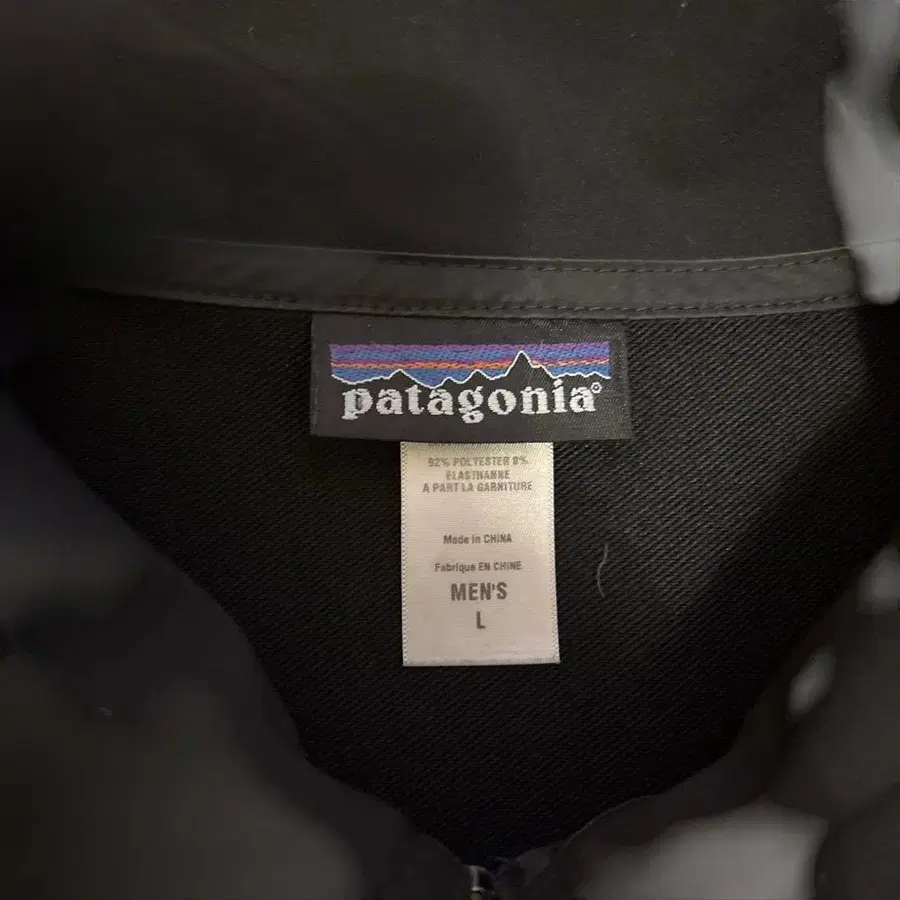 patagonia®
92% POLYESTER 8%
ELASTHANNE
A PART LA GARNITURE
Made in CHINA
Fabriqué EN CHINE
MEN'S
L